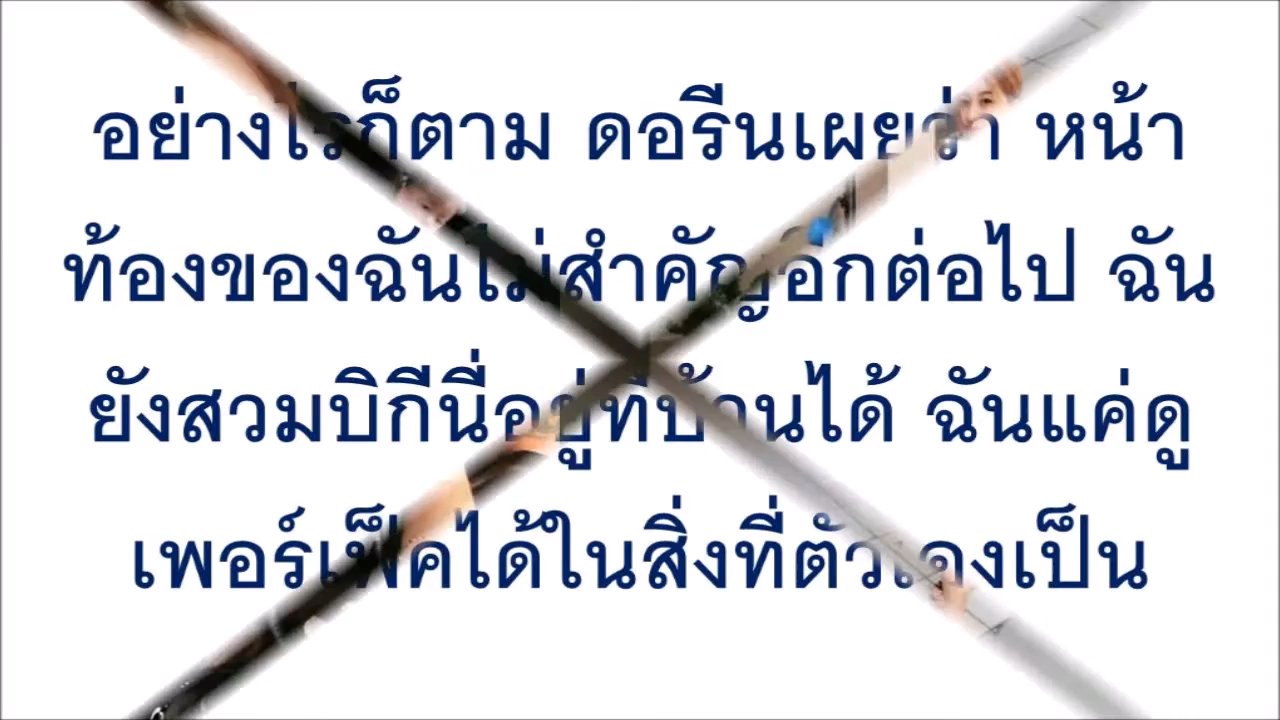 อย่างไรก็ตาม ดอรีนเผยว่า หน้า
ท้องของฉันไม่สำคัญอีกต่อไป ฉัน
ยังสวมบิกีนี่อยู่ที่บ้านได้ ฉันแค่ดู
เพอร์เฟ็คได้ในสิ่งที่ตัวเองเป็น